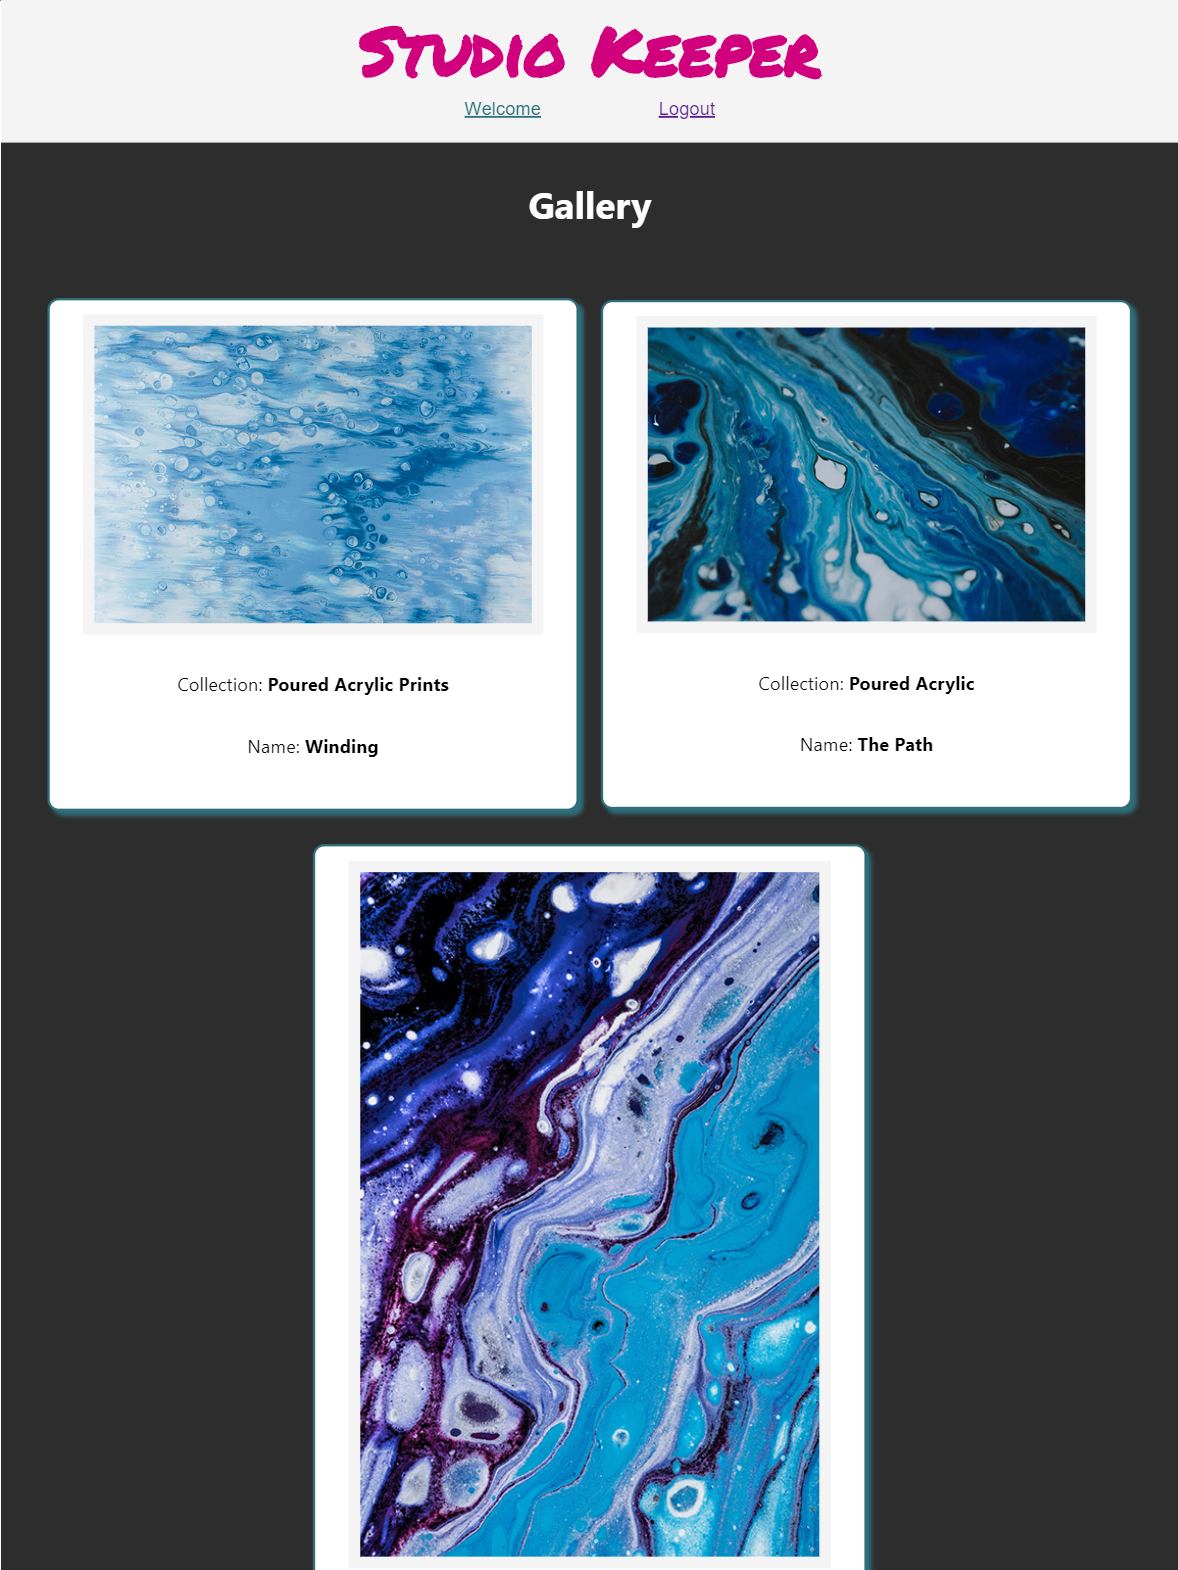 Studio Keeper
Welcome Logout
Gallery
Collection: Poured Acrylic Prints
Name: Winding
Collection: Poured Acrylic
Name: The Path